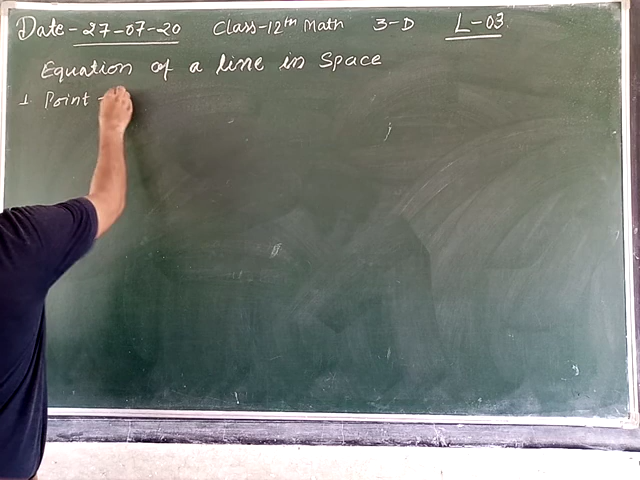 Date - 27-07-20 Class-12th Math 3-D L-03
Equation of a line in Space
1 Point -